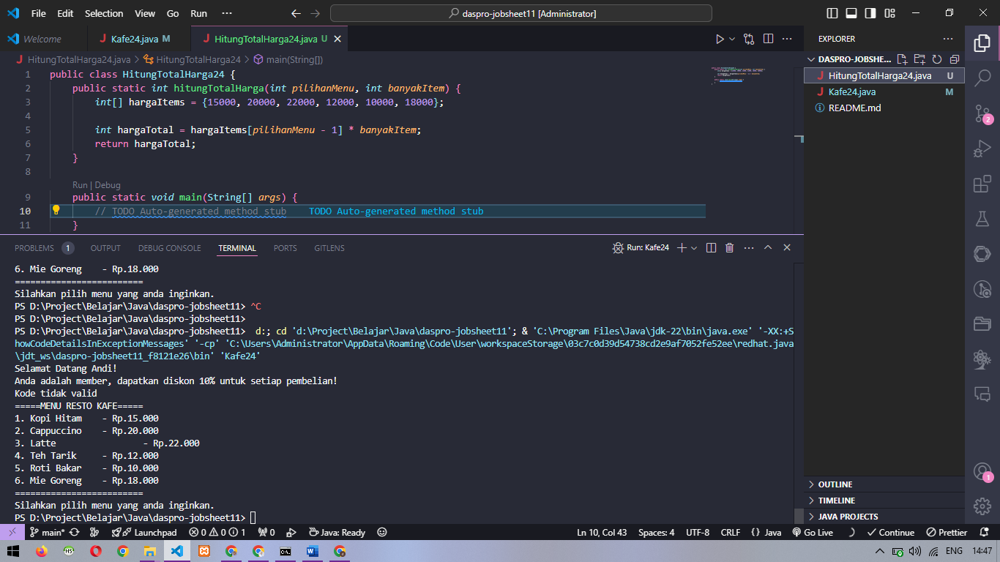 File Edit Selection View Go Run ··· daspro-jobsheet11 [Administrator]
Welcome Kafe24.java M HitungTotalHarga24.java U
HitungTotalHarga24.java > HitungTotalHarga24 > main(String[])
1 public class HitungTotalHarga24 {
2 public static int hitungTotalHarga(int pilihanMenu, int banyakItem) {
3 int[] hargaItems = {15000, 20000, 22000, 12000, 10000, 18000};
4
5 int hargaTotal = hargaItems[pilihanMenu - 1] * banyakItem;
6 return hargaTotal;
7 }
8
Run | Debug
9 public static void main(String[] args) {
10 // TODO Auto-generated method stub TODO Auto-generated method stub
11 }
PROBLEMS 1 OUTPUT DEBUG CONSOLE TERMINAL PORTS GITLENS Run: Kafe24
6. Mie Goreng - Rp.18.000
=========================
Silahkan pilih menu yang anda inginkan.
PS D:\Project\Belajar\Java\daspro-jobsheet11> ^C
PS D:\Project\Belajar\Java\daspro-jobsheet11>
PS D:\Project\Belajar\Java\daspro-jobsheet11> d:; cd 'd:\Project\Belajar\Java\daspro-jobsheet11'; & 'C:\Program Files\Java\jdk-22\bin\java.exe' '-XX:+S
howCodeDetailsInExceptionMessages' '-cp' 'C:\Users\Administrator\AppData\Roaming\Code\User\workspaceStorage\03c7c0d39d54738cd2e9af7052fe52ee\redhat.java
\jdt_ws\daspro-jobsheet11_f8121e26\bin' 'Kafe24'
Selamat Datang Andi!
Anda adalah member, dapatkan diskon 10% untuk setiap pembelian!
Kode tidak valid
=====MENU RESTO KAFE=====
1. Kopi Hitam - Rp.15.000
2. Cappuccino - Rp.20.000
3. Latte - Rp.22.000
4. Teh Tarik - Rp.12.000
5. Roti Bakar - Rp.10.000
6. Mie Goreng - Rp.18.000
=========================
Silahkan pilih menu yang anda inginkan.
PS D:\Project\Belajar\Java\daspro-jobsheet11>
EXPLORER
DASPRO-JOBSHE...
HitungTotalHarga24.java U
Kafe24.java M
README.md
2
1
OUTLINE
TIMELINE
JAVA PROJECTS
main* Launchpad 0 0 1 0 Java: Ready Ln 10, Col 43 Spaces: 4 UTF-8 CRLF {} Java Go Live Continue Prettier
ENG 14:47